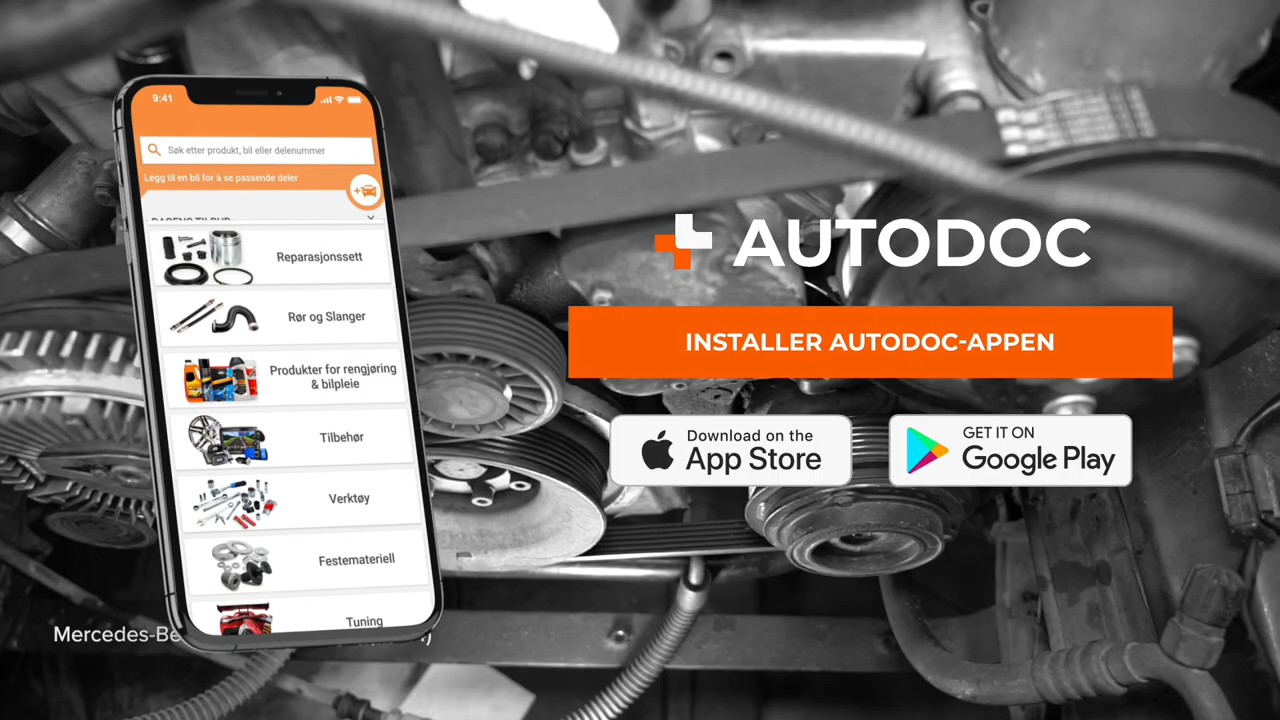 9:41
Søk etter produkt, bil eller delenummer
Legg til en bil for å se passende deler
Reparasjonssett
Rør og Slanger
Produkter for rengjøring
& bilpleie
Tilbehør
Verktøy
Festemateriell
Tuning
AUTODOC
INSTALLER AUTODOC-APPEN
Download on the
App Store
GET IT ON
Google Play